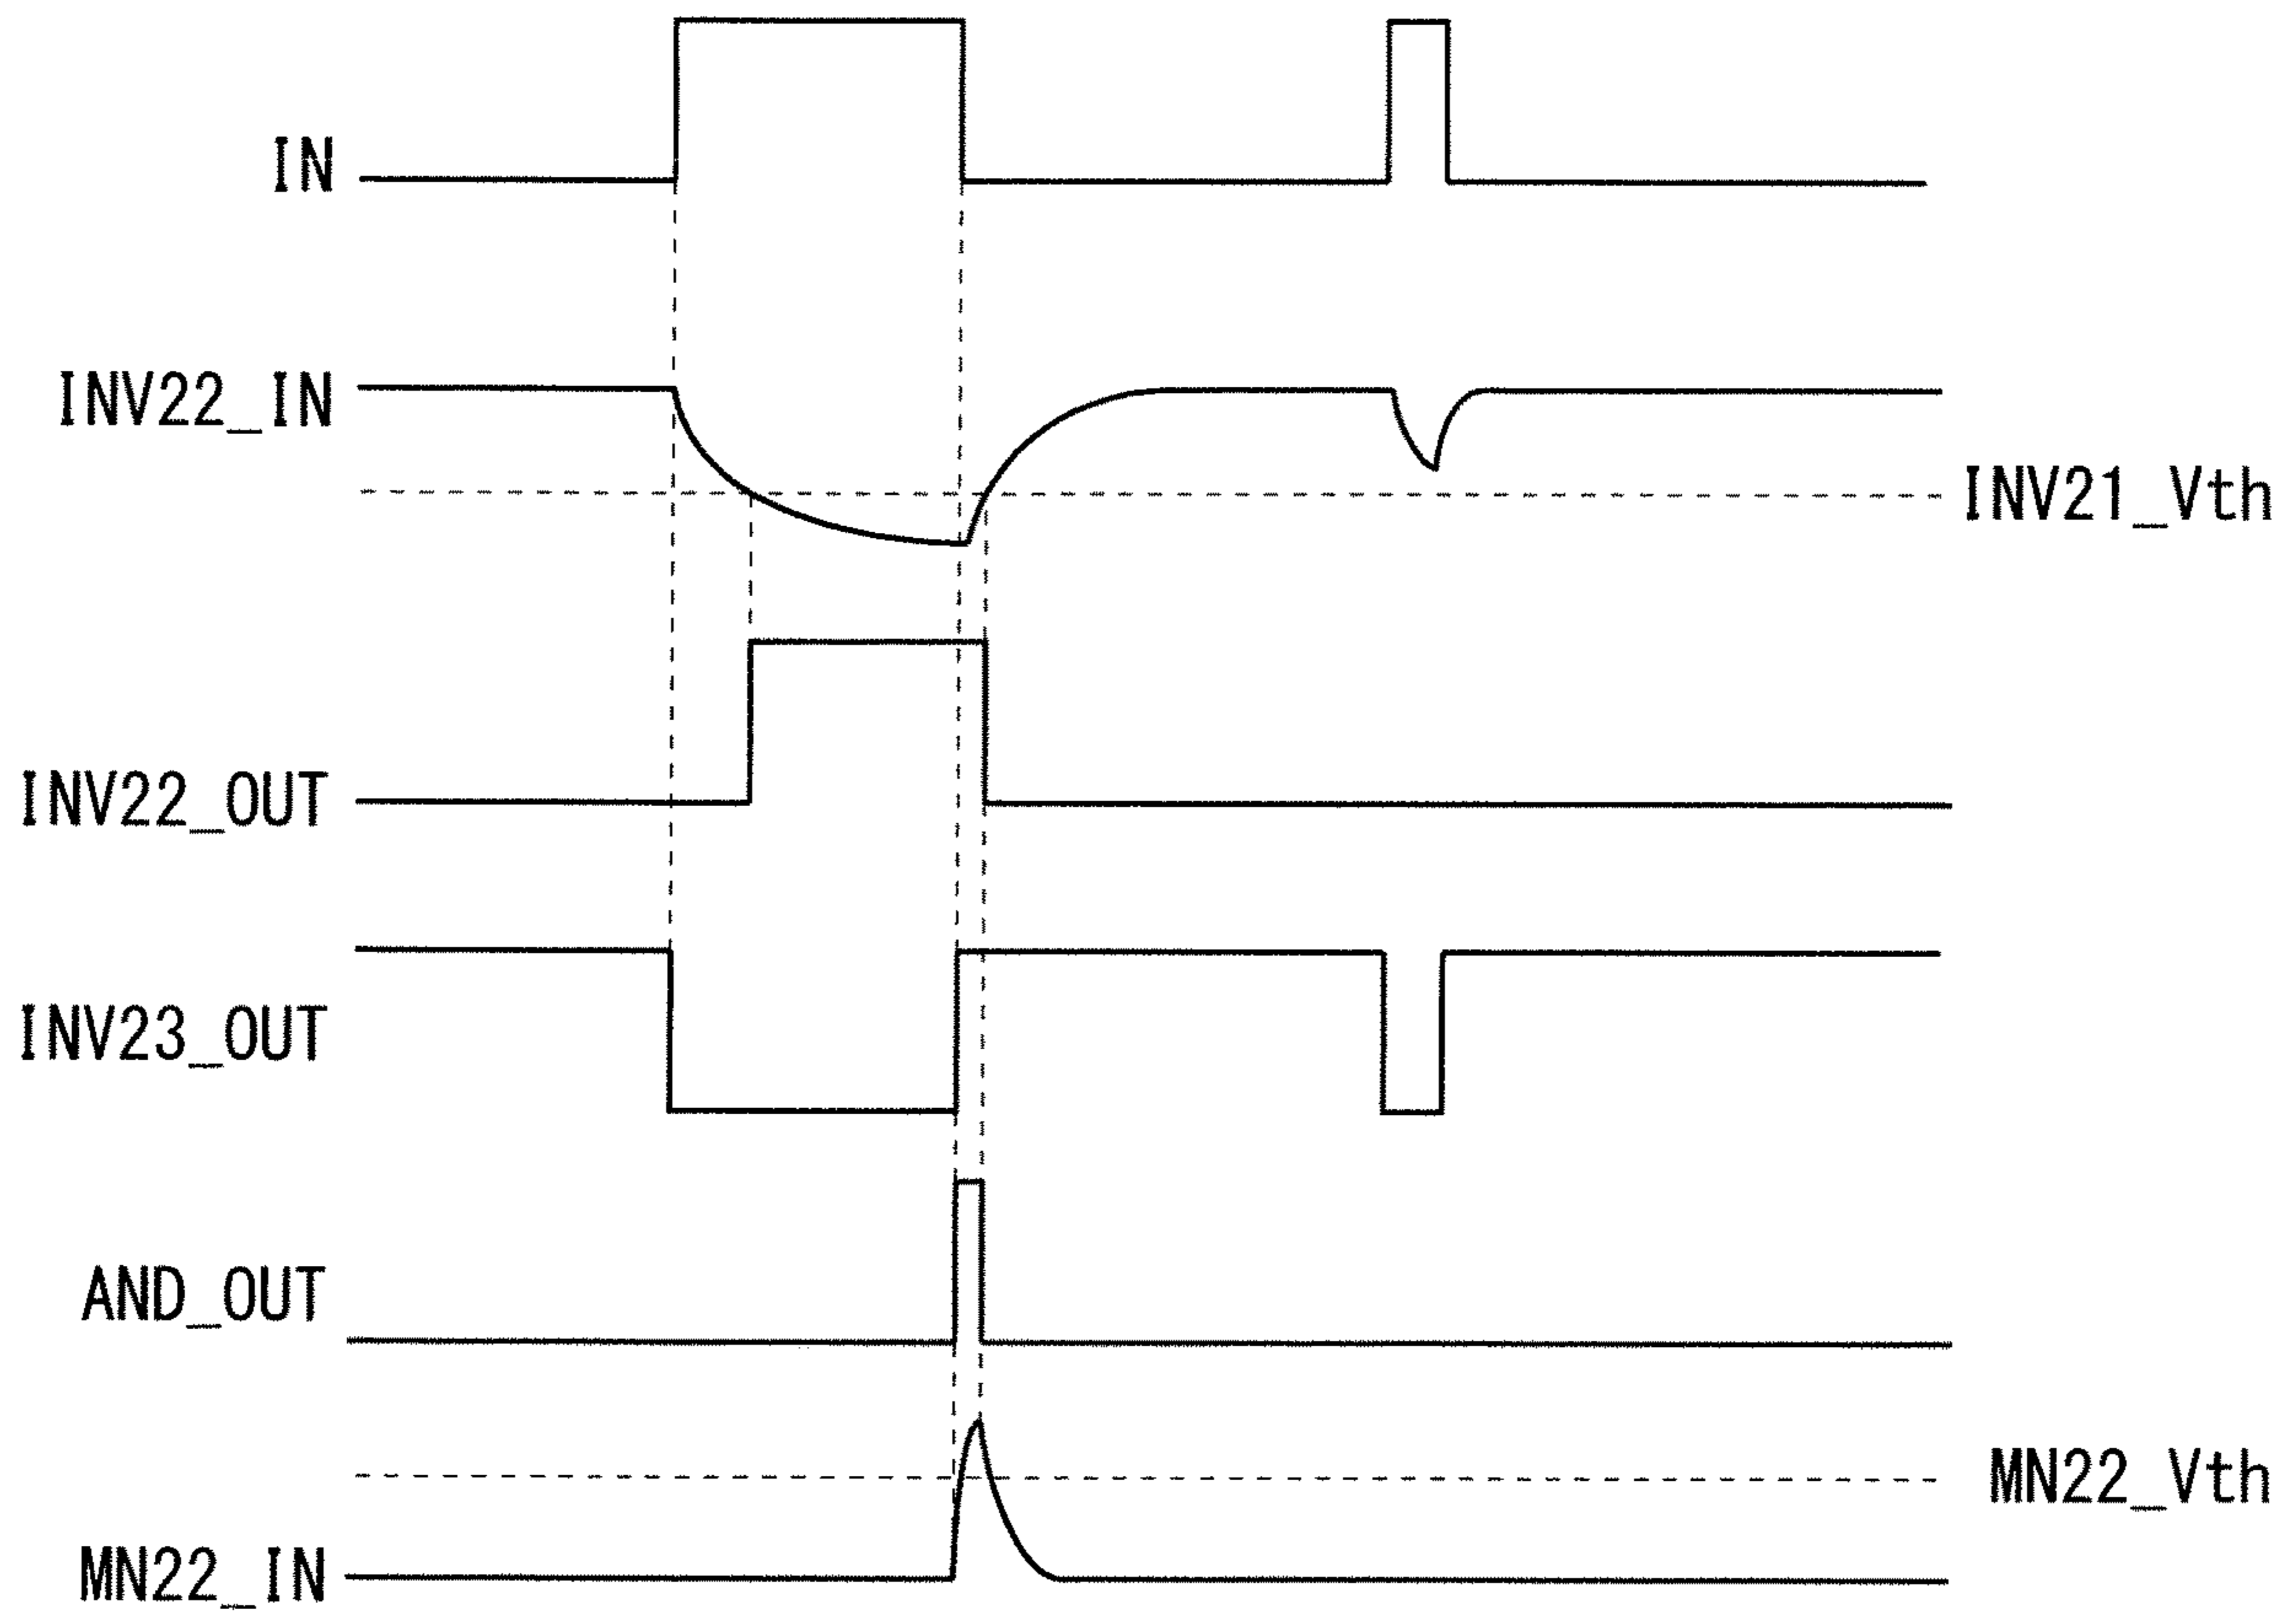 IN
INV22_IN
INV21_Vth
INV22_OUT
INV23_OUT
AND_OUT
MN22_Vth
MN22_IN